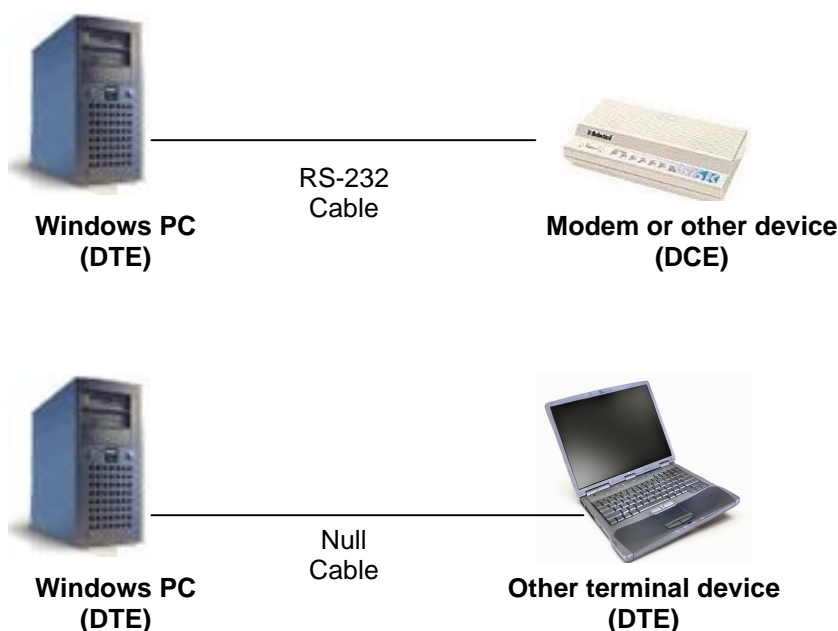 RS-232
Cable
Windows PC
(DTE)
Modem or other device
(DCE)
Null
Cable
Windows PC
(DTE)
Other terminal device
(DTE)